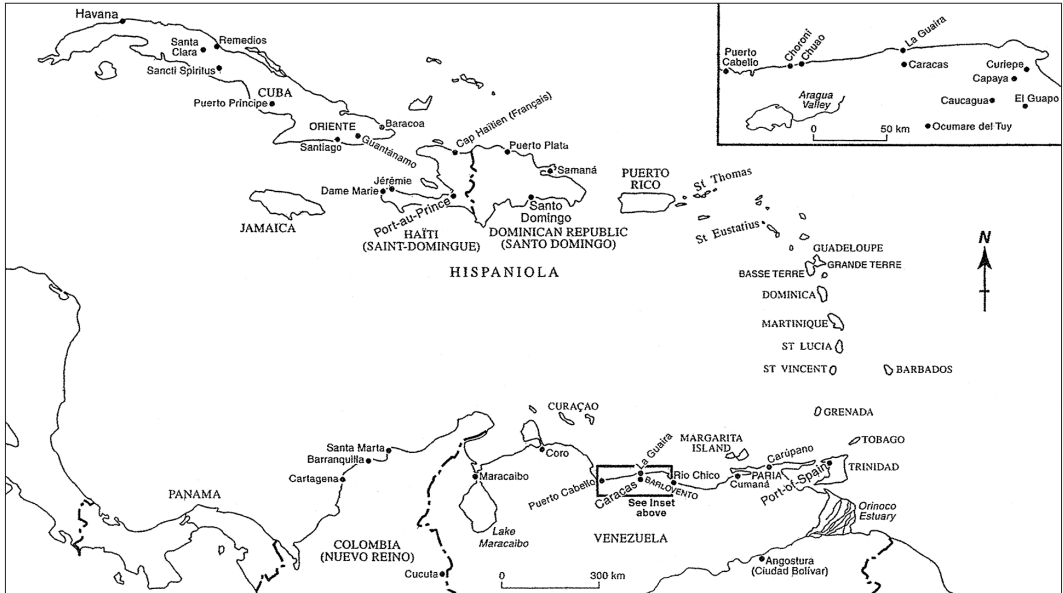 Havana
Santa
Clara
Remedios
Sancti Spiritus
CUBA
Puerto Principe
Baracoa
ORIENTE
Guantánamo
Santiago
Cap Haïtien (Français)
Puerto Plata
Samaná
Jérémie
Dame Marie
Port-au-Prince
Santo
Domingo
JAMAICA
HAÏTI
(SAINT-DOMINGUE)
DOMINICAN REPUBLIC
(SANTO DOMINGO)
HISPANIOLA
PUERTO
RICO
St Thomas
St Eustatius
GUADELOUPE
GRANDE TERRE
BASSE TERRE
DOMINICA
MARTINIQUE
ST LUCIA
ST VINCENT
BARBADOS
GRENADA
TOBAGO
TRINIDAD
N
La Guaira
Puerto
Cabello
Choroní
Chuao
Caracas
Curiepe
Capaya
Caucagua
El Guapo
Aragua
Valley
0 50 km
Ocumare del Tuy
CURAÇAO
Santa Marta
Barranquilla
Cartagena
Coro
Maracaibo
La Guaira
MARGARITA
ISLAND
Carúpano
Rio Chico
PARIA
Cumaná
Port-of-Spain
Puerto Cabello
Caracas
BARLOVENTO
See Inset
above
PANAMA
Lake
Maracaibo
Orinoco
Estuary
COLOMBIA
(NUEVO REINO)
VENEZUELA
Cucuta
0 300 km
Angostura
(Ciudad Bolívar)